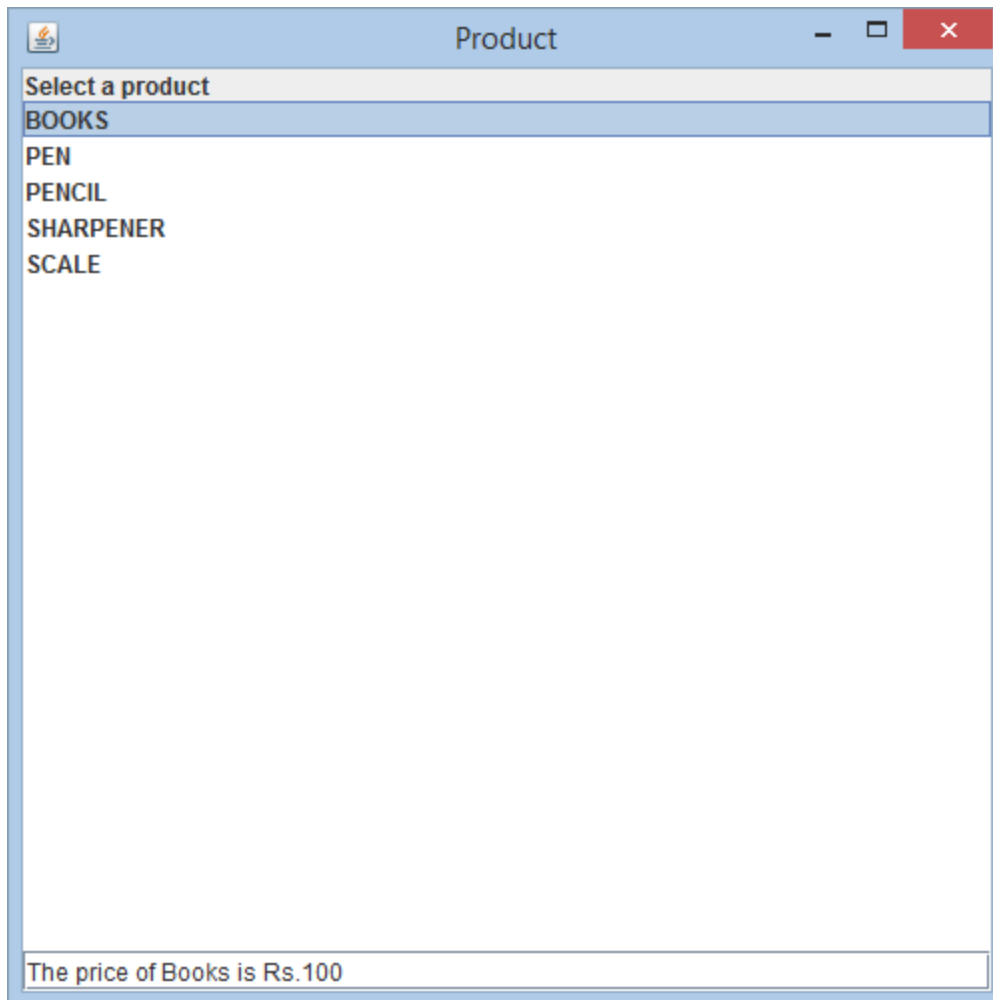 Product
Select a product
BOOKS
PEN
PENCIL
SHARPENER
SCALE
The price of Books is Rs.100